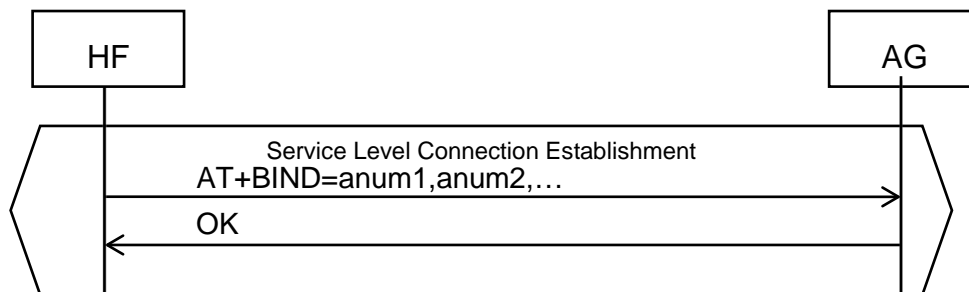 HF
AG
Service Level Connection Establishment
AT+BIND=anum1,anum2,…
OK